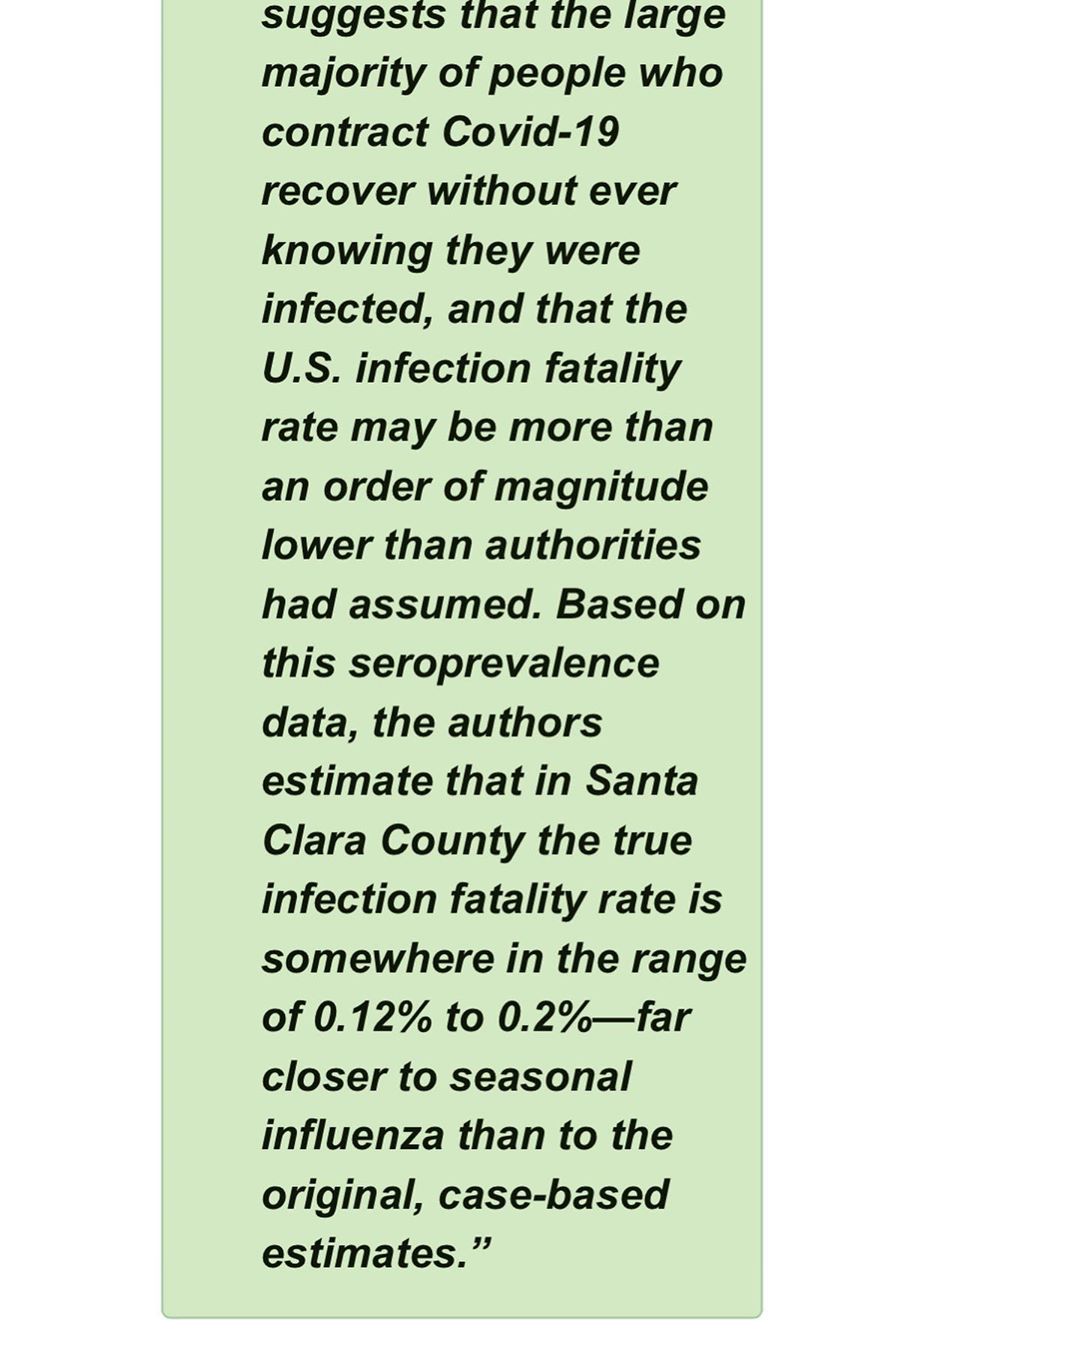 suggests that the large
majority of people who
contract Covid-19
recover without ever
knowing they were
infected, and that the
U.S. infection fatality
rate may be more than
an order of magnitude
lower than authorities
had assumed. Based on
this seroprevalence
data, the authors
estimate that in Santa
Clara County the true
infection fatality rate is
somewhere in the range
of 0.12% to 0.2%—far
closer to seasonal
influenza than to the
original, case-based
estimates.”